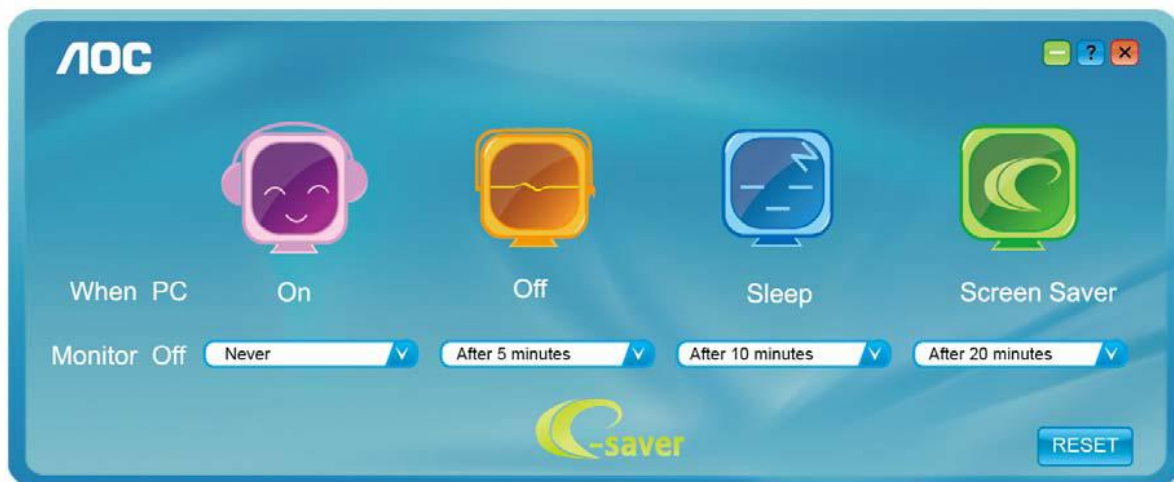 AOC
?
When PC On Off Sleep Screen Saver
Monitor Off Never After 5 minutes After 10 minutes After 20 minutes
e-saver
RESET